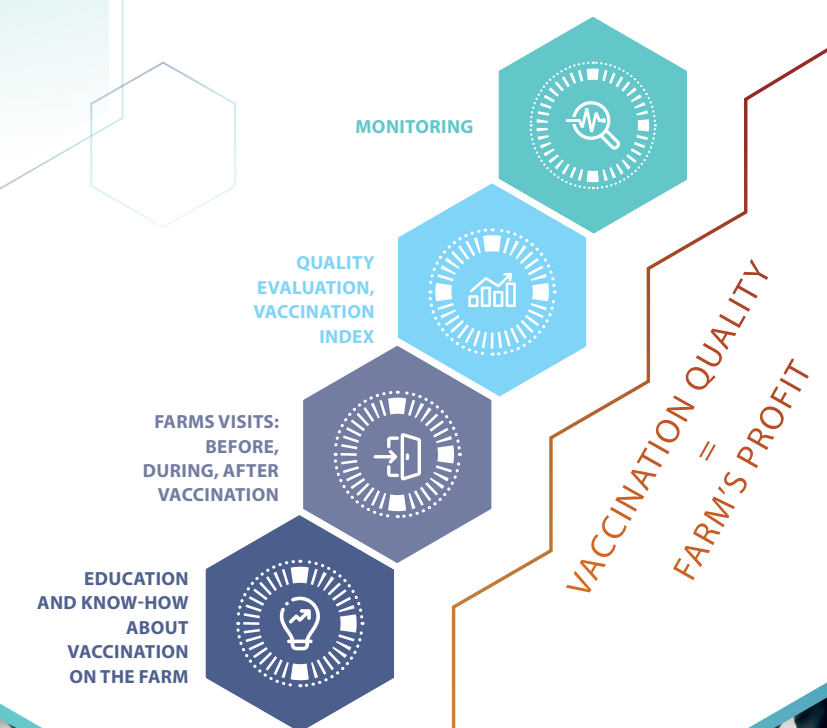 MONITORING
QUALITY
EVALUATION,
VACCINATION
INDEX
FARMS VISITS:
BEFORE,
DURING, AFTER
VACCINATION
EDUCATION
AND KNOW-HOW
ABOUT
VACCINATION
ON THE FARM
VACCINATION QUALITY
=
FARM’S PROFIT